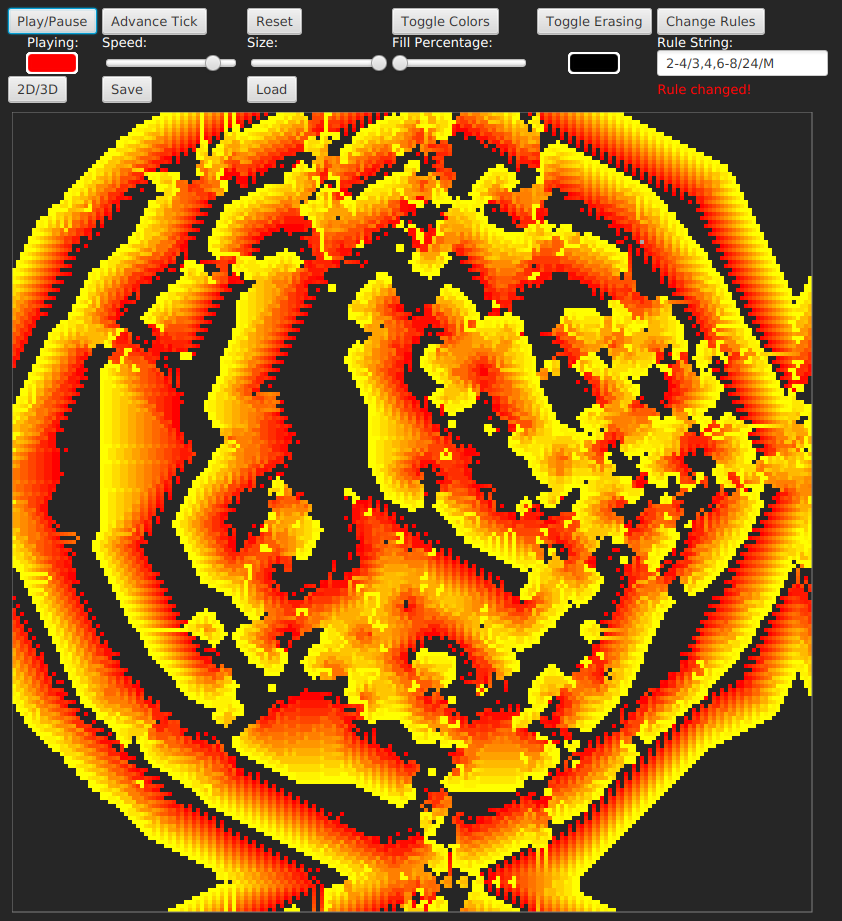 Play/Pause Advance Tick Reset Toggle Colors Toggle Erasing Change Rules
Playing: Speed: Size: Fill Percentage: Rule String:
2-4/3,4,6-8/24/M
2D/3D Save Load Rule changed!